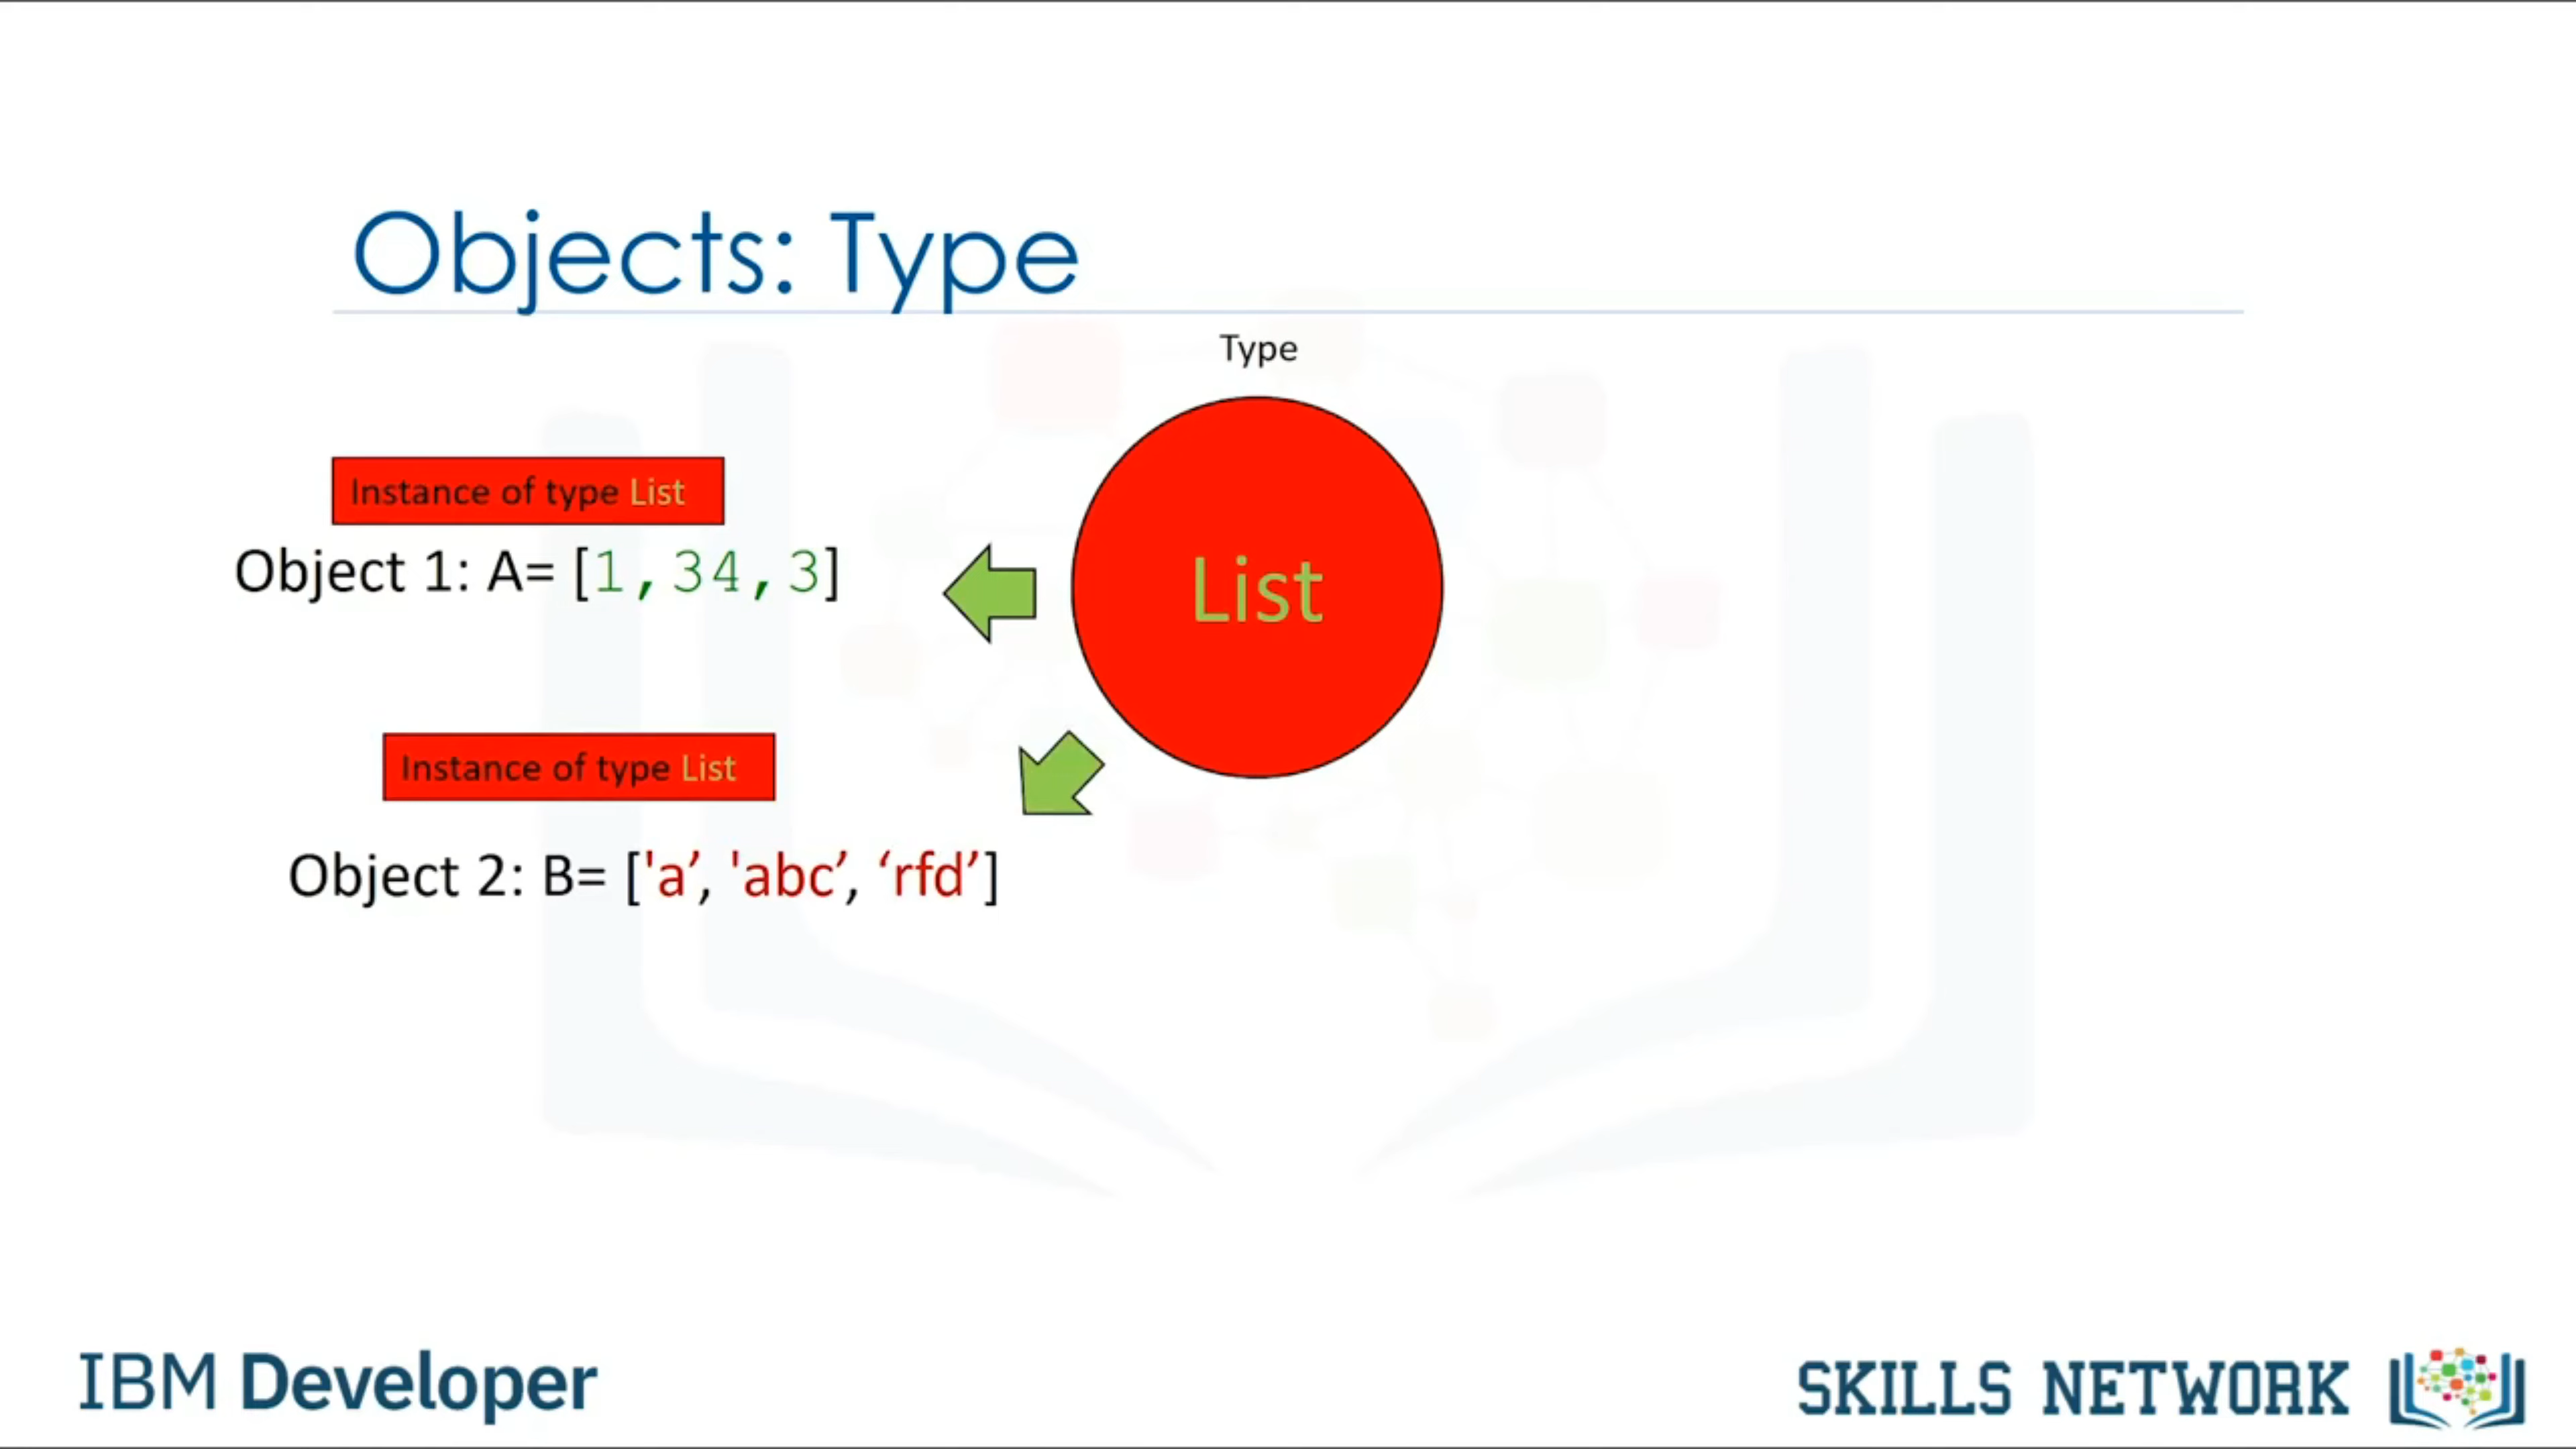 Objects: Type
Type
Instance of type List
Object 1: A= [1,34,3]
List
Instance of type List
Object 2: B= ['a’, 'abc’, ‘rfd’]
IBM Developer
SKILLS NETWORK